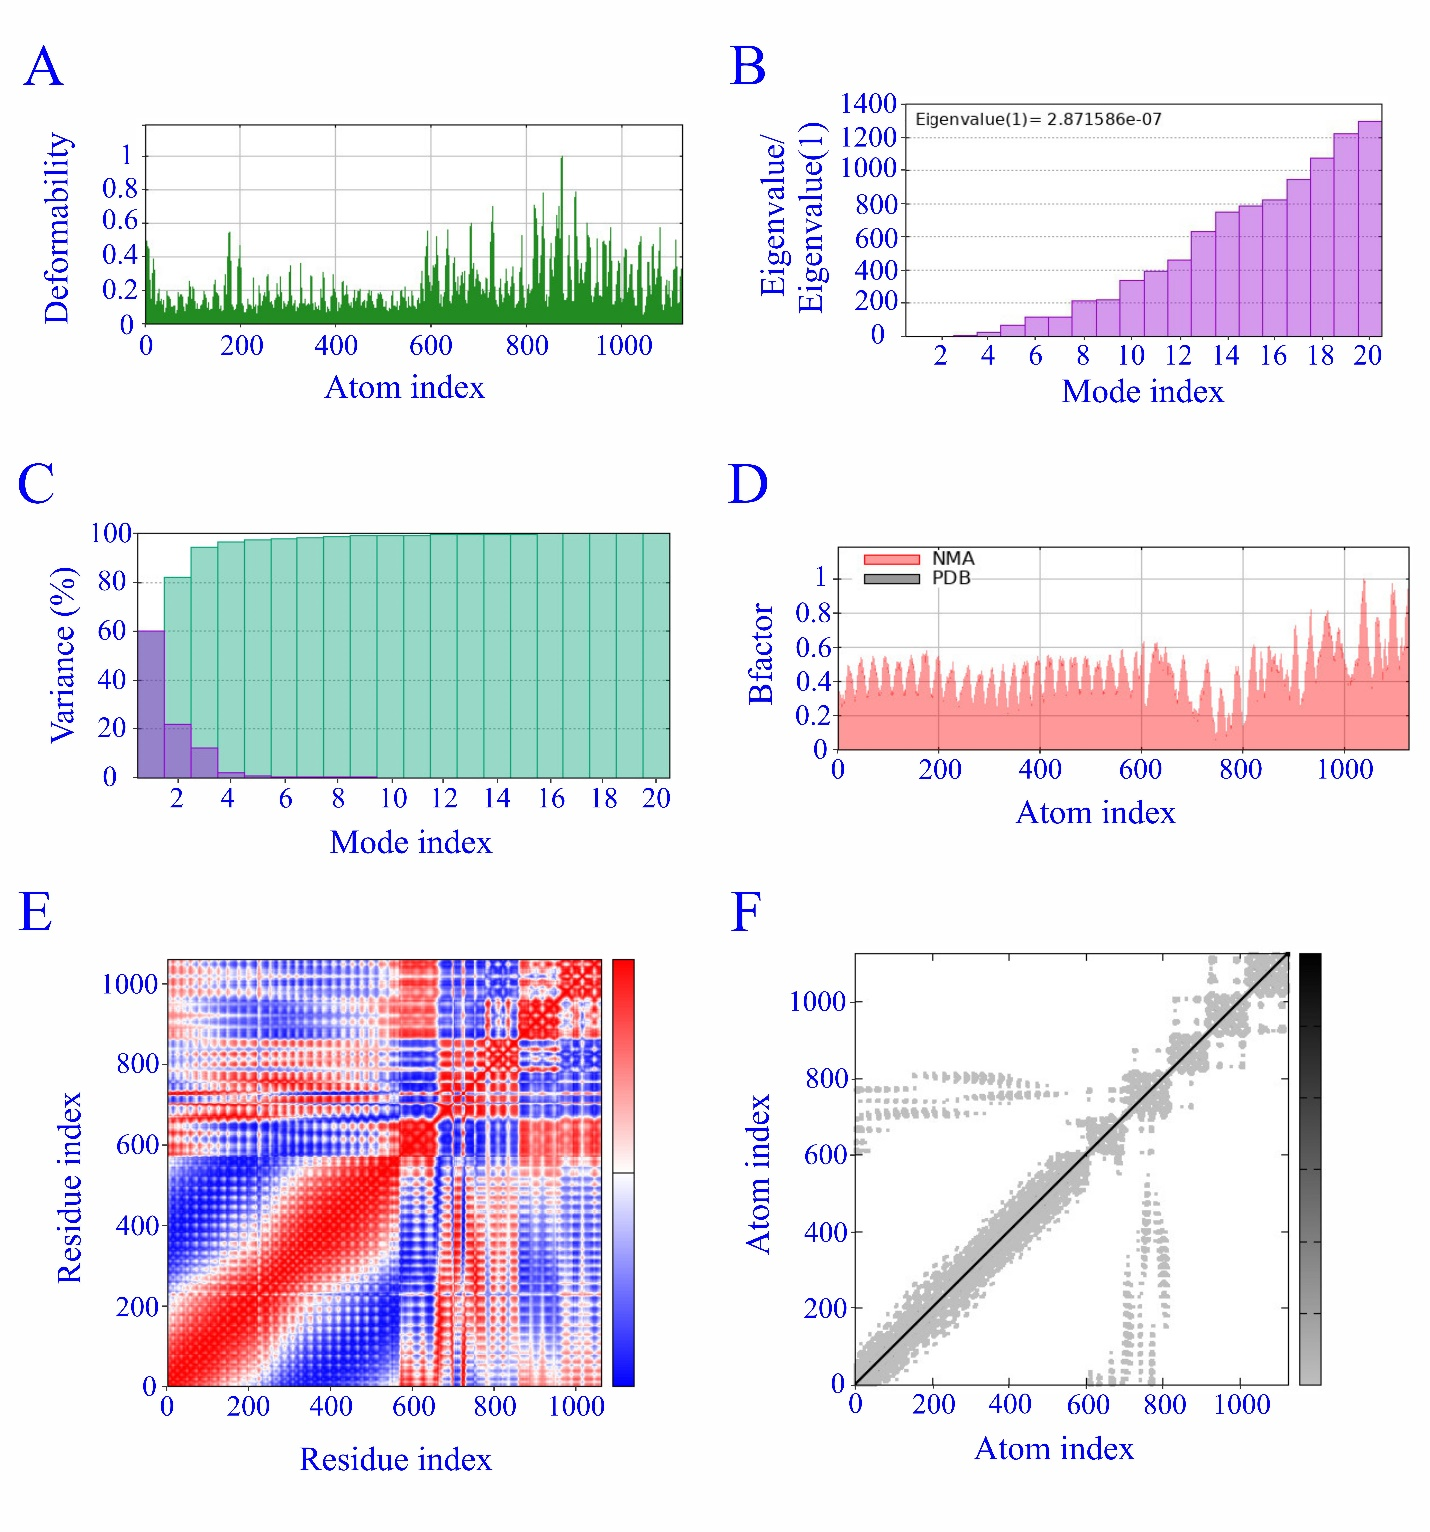 A
Deformability
1
0.8
0.6
0.4
0.2
0
0 200 400 600 800 1000
Atom index
B
Eigenvalue/
Eigenvalue(1)
Eigenvalue(1)= 2.871586e-07
1400
1200
1000
800
600
400
200
0
2 4 6 8 10 12 14 16 18 20
Mode index
C
Variance (%)
100
80
60
40
20
0
2 4 6 8 10 12 14 16 18 20
Mode index
D
Bfactor
NMA
PDB
1
0.8
0.6
0.4
0.2
0
0 200 400 600 800 1000
Atom index
E
Residue index
1000
800
600
400
200
0
0 200 400 600 800 1000
Residue index
F
Atom index
1000
800
600
400
200
0
0 200 400 600 800 1000
Atom index